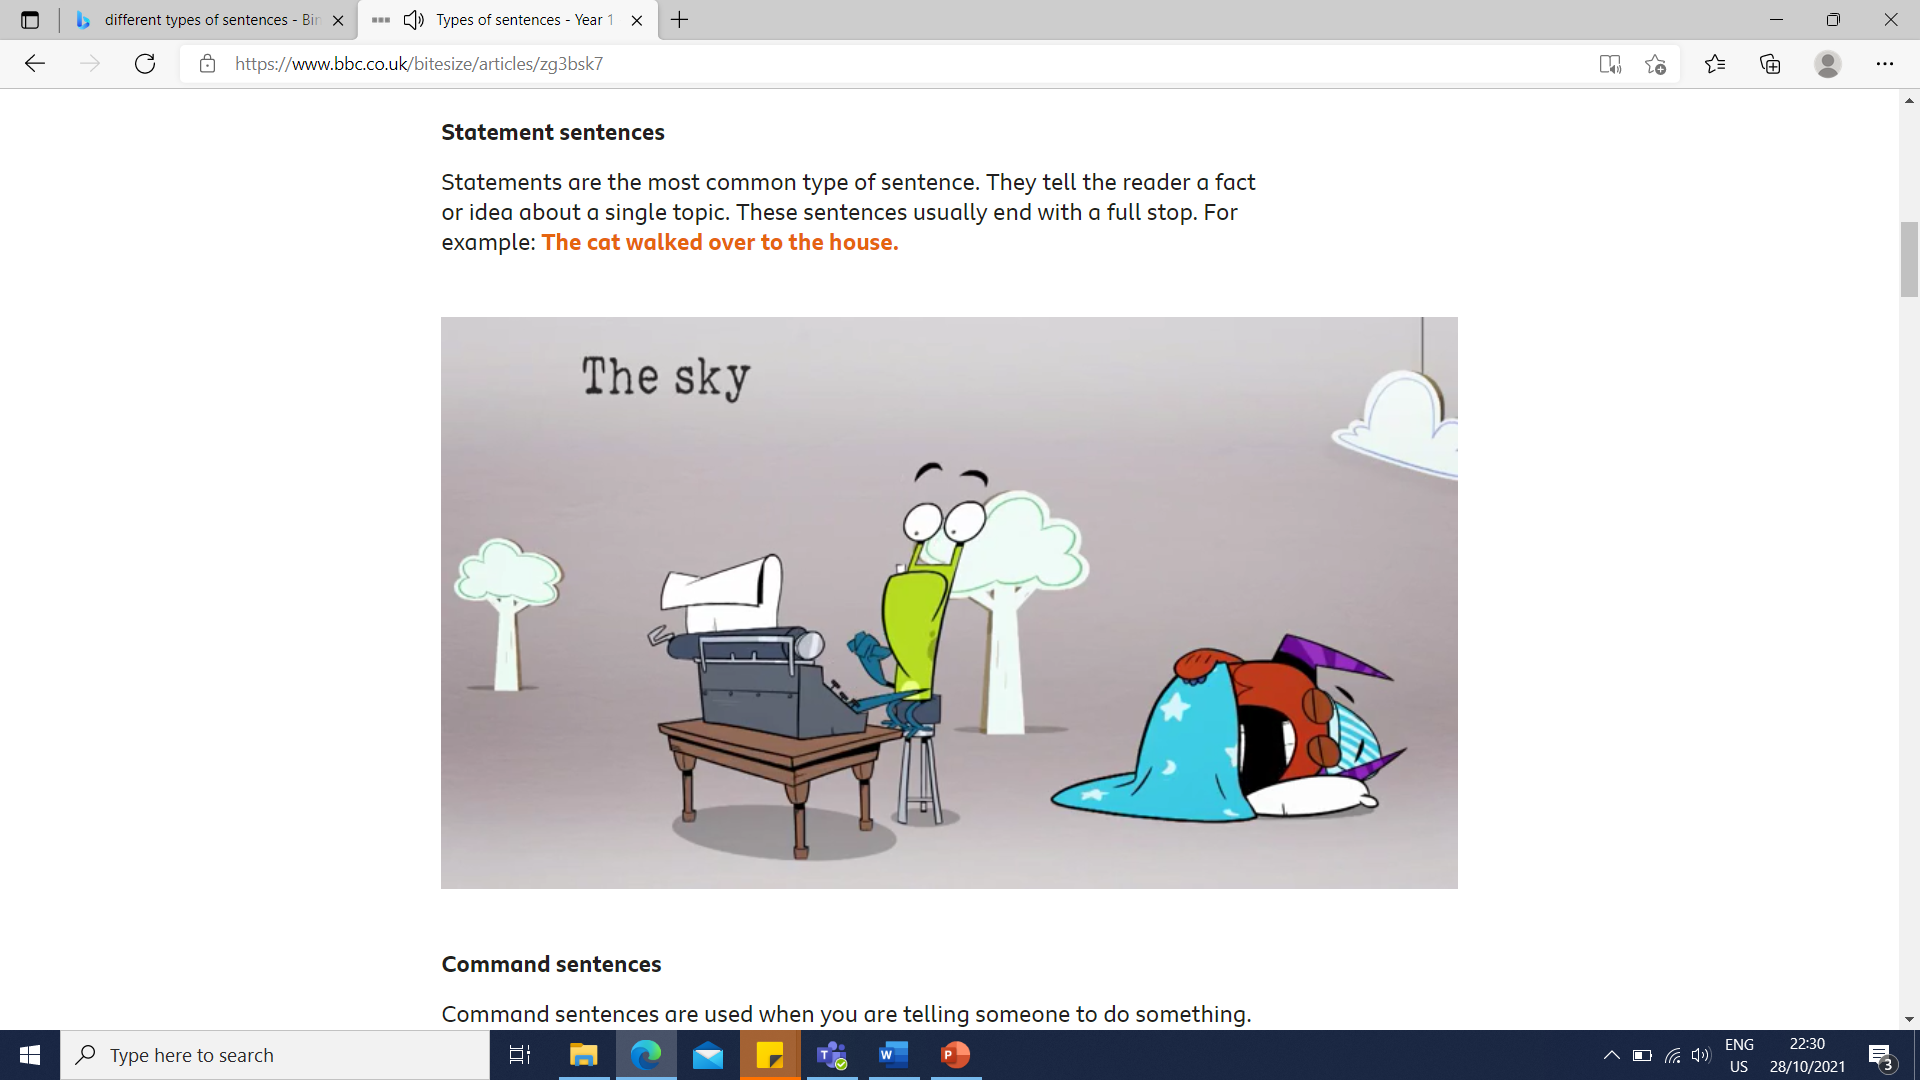 different types of sentences - Bin
Types of sentences - Year 1
https://www.bbc.co.uk/bitesize/articles/zg3bsk7
Statement sentences
Statements are the most common type of sentence. They tell the reader a fact
or idea about a single topic. These sentences usually end with a full stop. For
example: The cat walked over to the house.
The sky
Command sentences
Command sentences are used when you are telling someone to do something.
Type here to search
ENG
US
22:30
28/10/2021
3